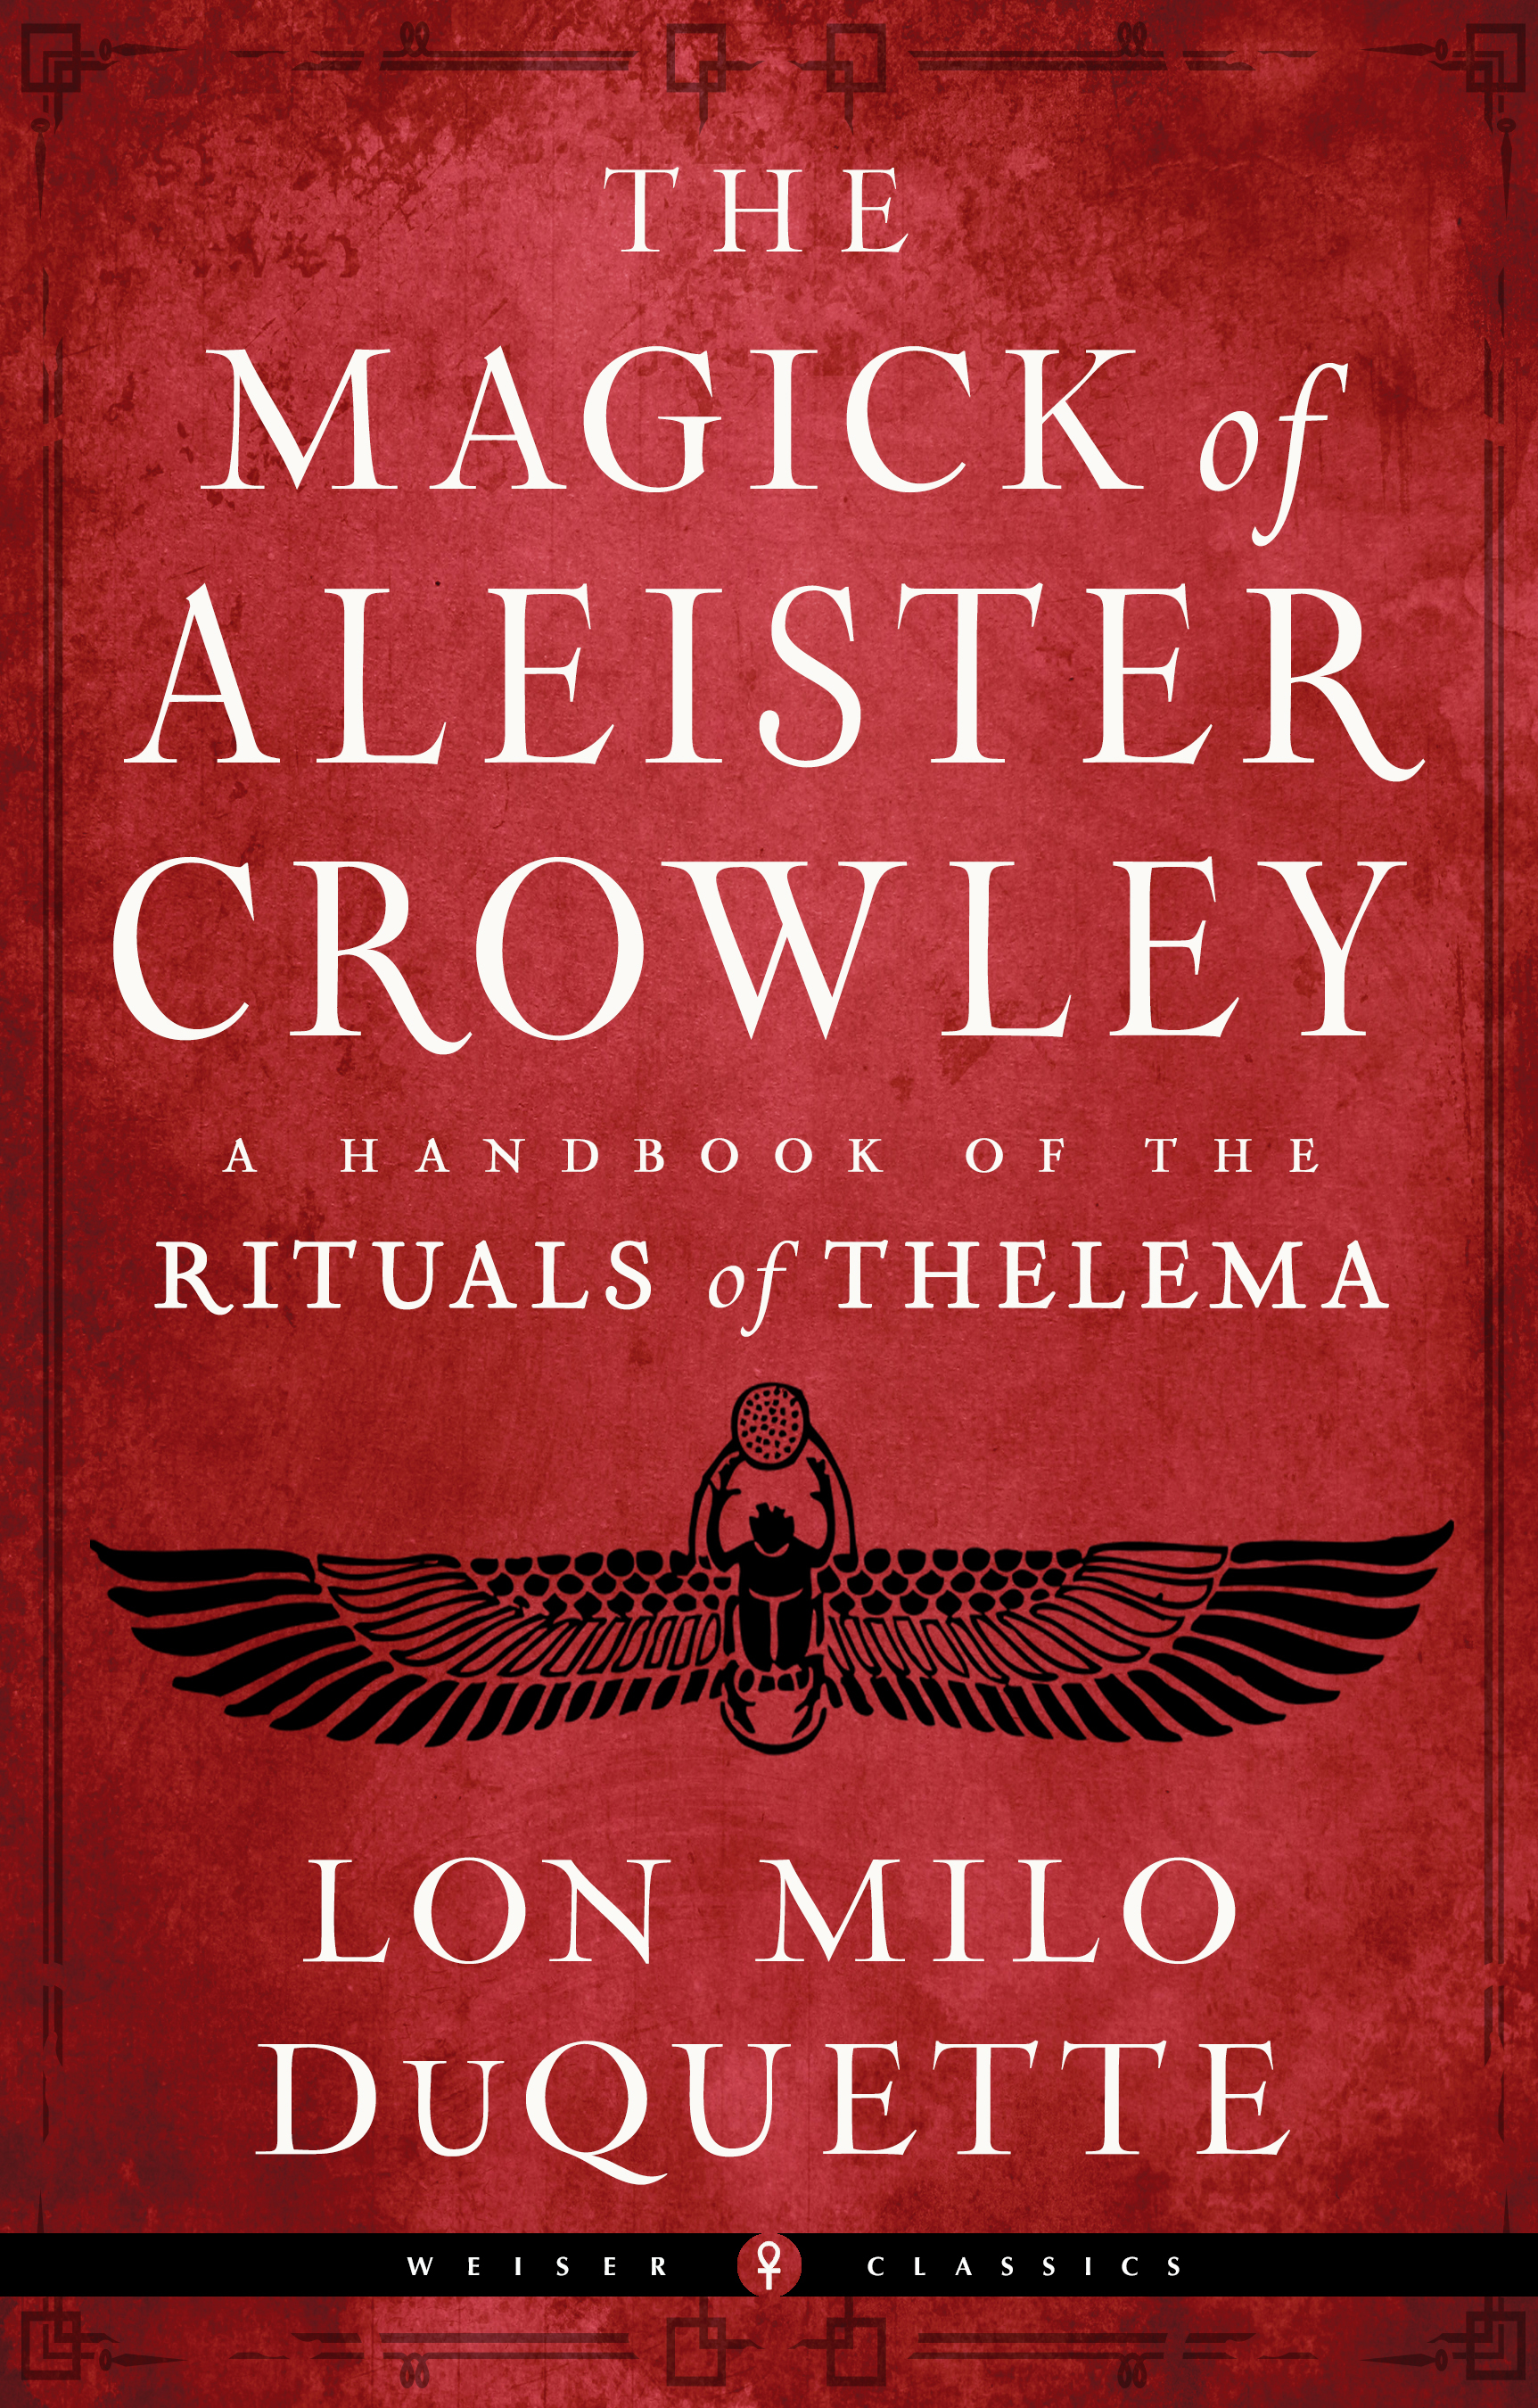 THE
MAGICK of
ALEISTER
CROWLEY
A HANDBOOK OF THE
RITUALS of THELEMA
LON MILO
DUQUETTE
WEISER CLASSICS